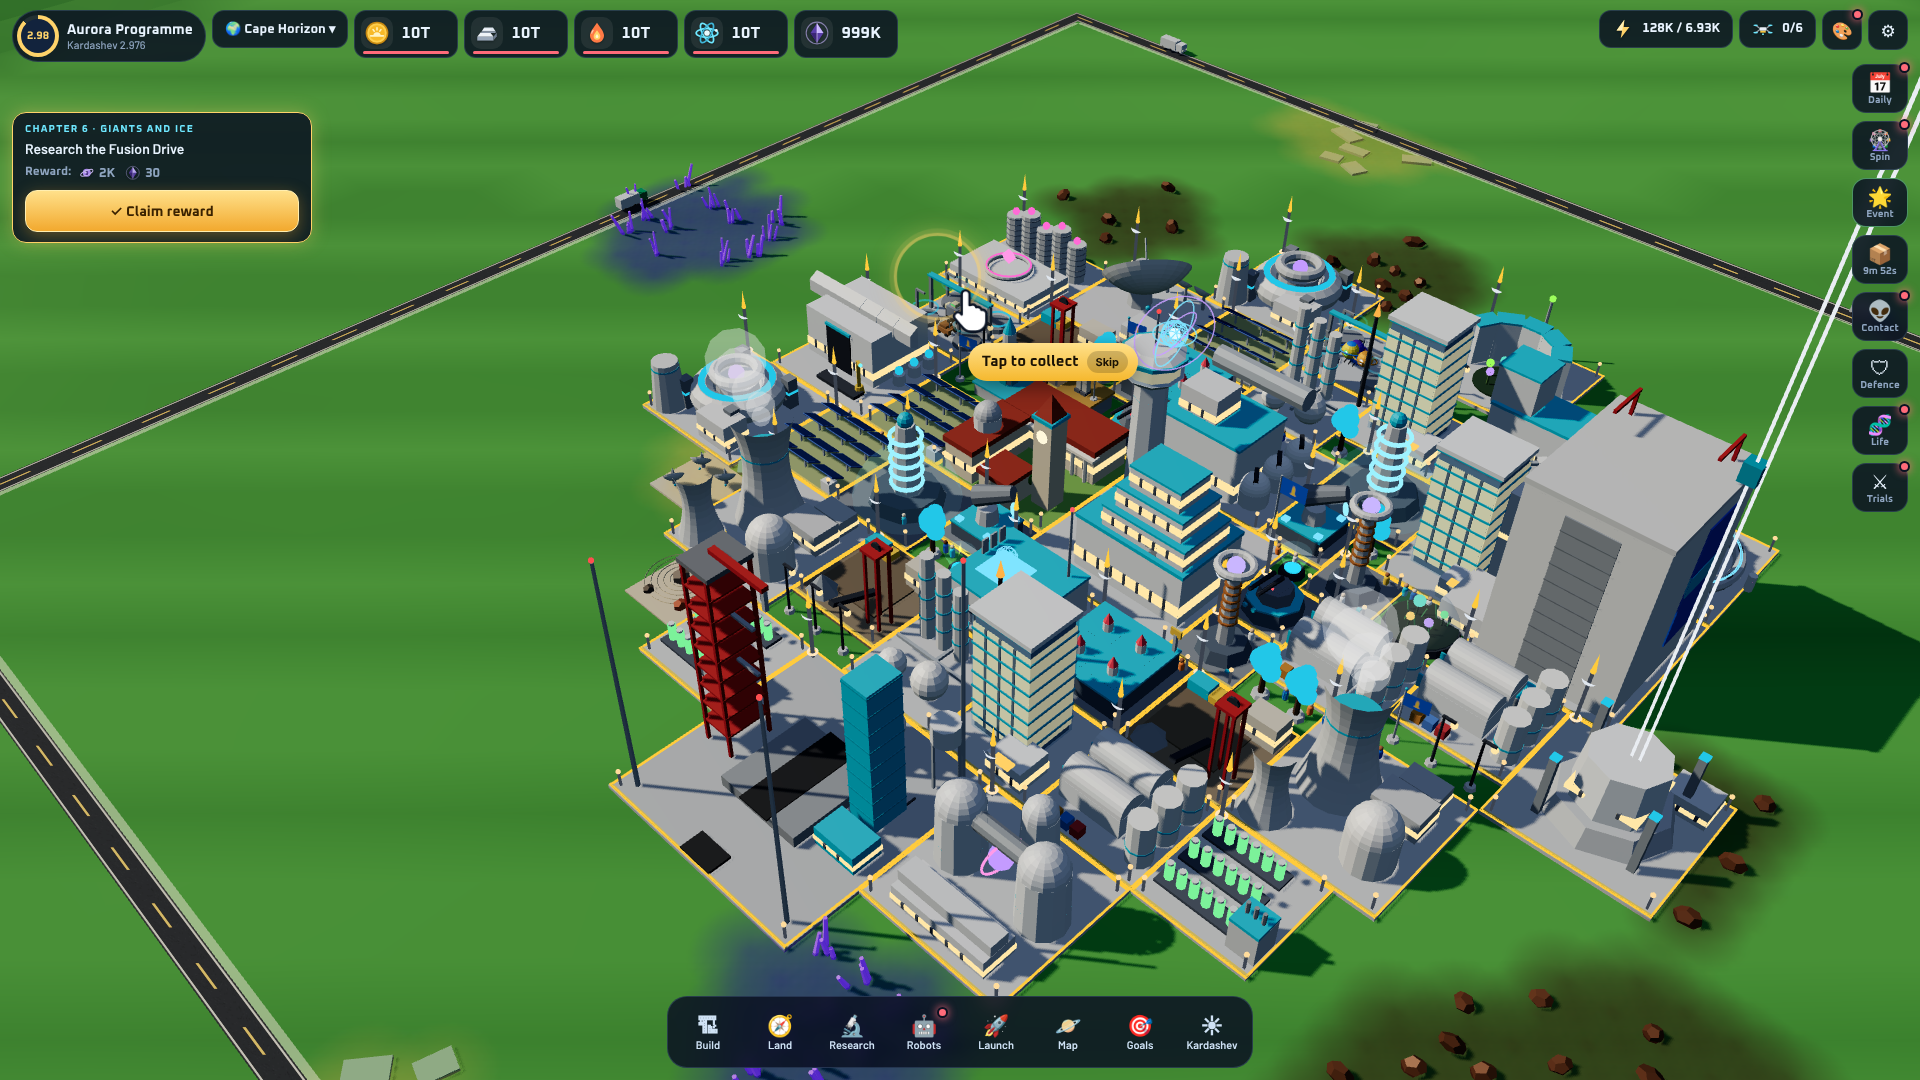 2.98
Aurora Programme
Kardashev 2.976
Cape Horizon ▾
10T
10T
10T
10T
999K
128K / 6.93K
0/6
CHAPTER 6 · GIANTS AND ICE
Research the Fusion Drive
Reward: 2K 30
✓ Claim reward
July
17
Daily
Spin
Event
9m 52s
Contact
Defence
Life
Trials
Tap to collect Skip
Build
Land
Research
Robots
Launch
Map
Goals
Kardashev